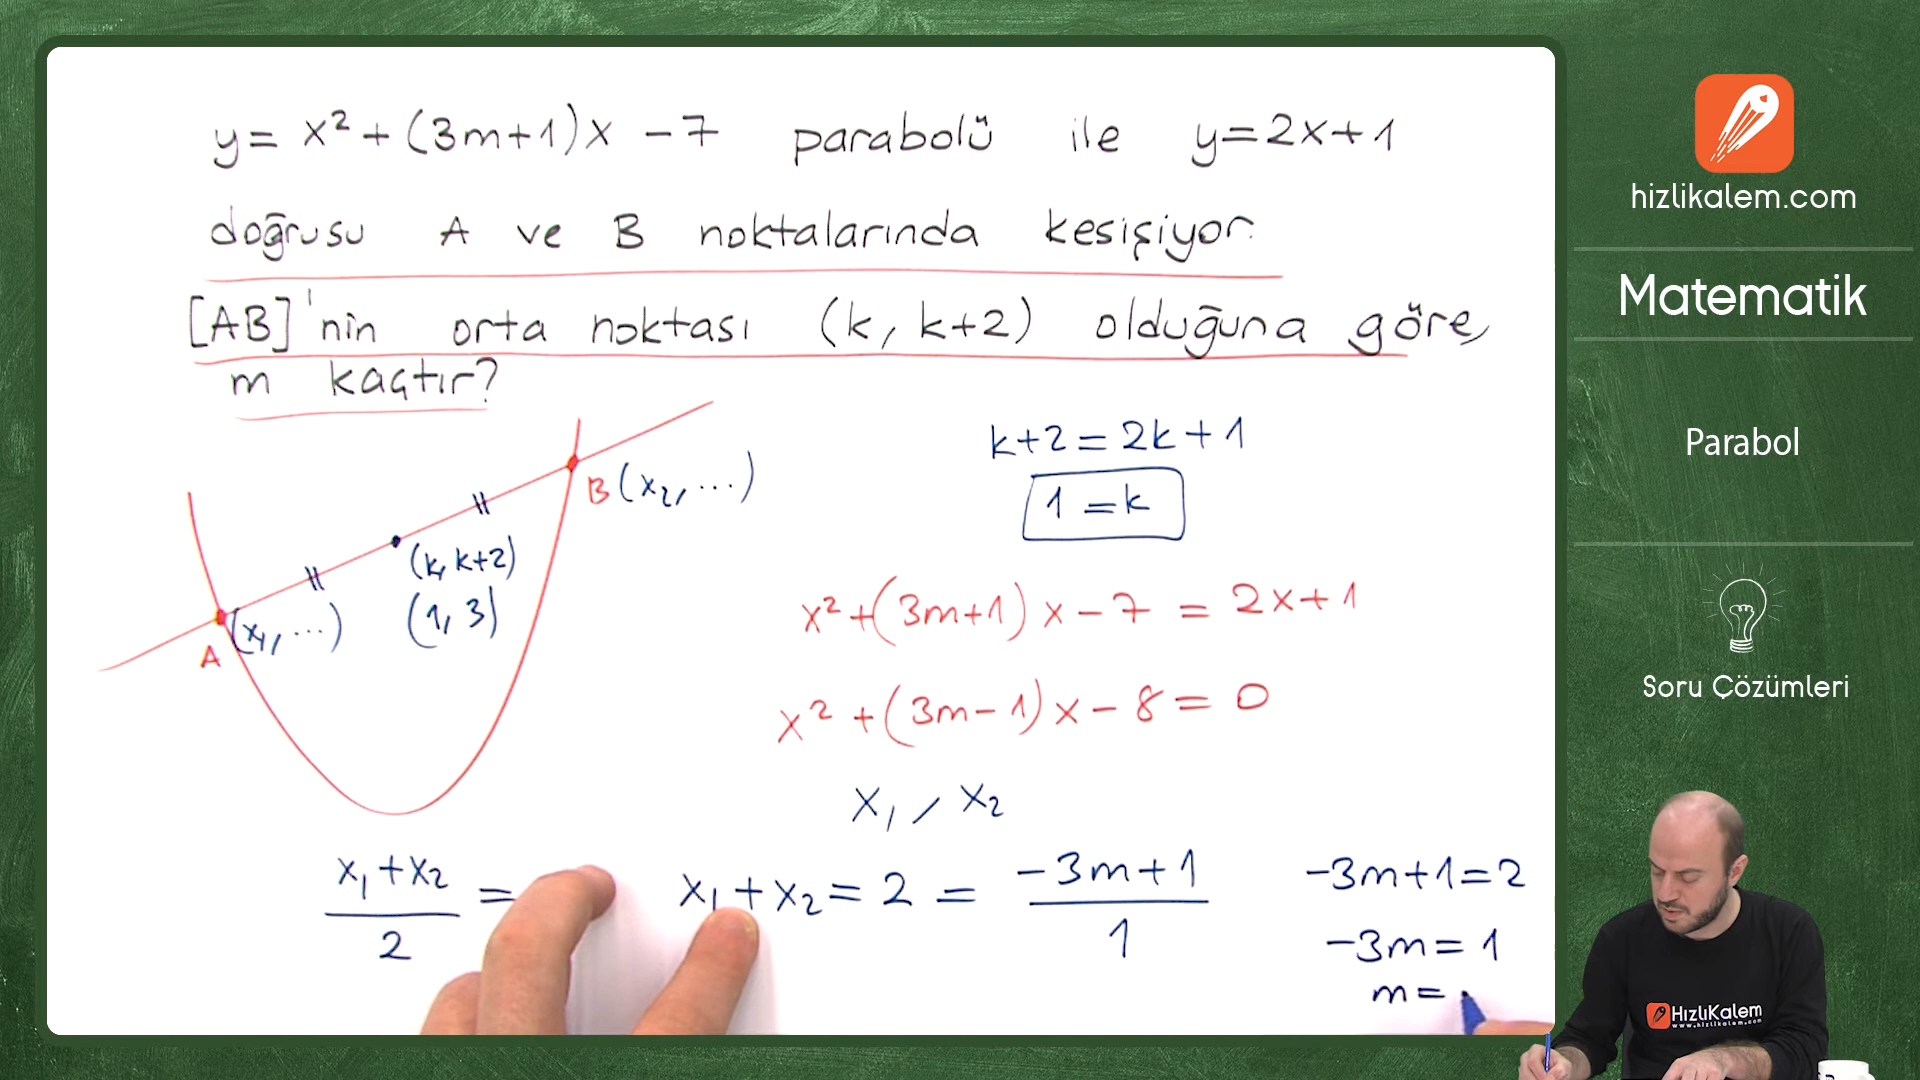 y = x² + (3m+1)x - 7 parabolü ile y=2x+1
doğrusu A ve B noktalarında kesişiyor.
[AB]'nin orta noktası (k, k+2) olduğuna göre,
m kaçtır?
k+2 = 2k+1
1 = k
B (x₂, ...)
(k, k+2)
(1, 3)
A (x₁, ...)
x² + (3m+1) x - 7 = 2x+1
x² + (3m-1) x - 8 = 0
x₁, x₂
x₁+x₂ / 2 =
x₁+x₂ = 2 = -3m+1 / 1
-3m+1=2
-3m = 1
m =
hizlikalem.com
Matematik
Parabol
Soru Çözümleri
HızlıKalem
www.hizlikalem.com